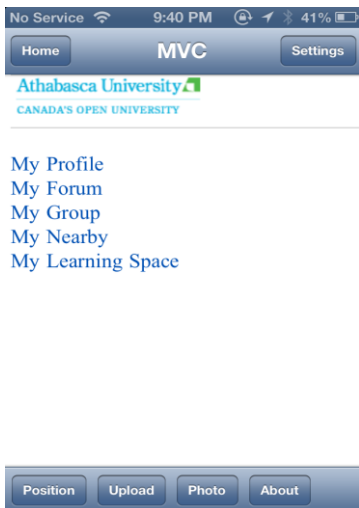 No Service 9:40 PM 41%
Home MVC Settings
Athabasca University
CANADA'S OPEN UNIVERSITY
My Profile
My Forum
My Group
My Nearby
My Learning Space
Position Upload Photo About